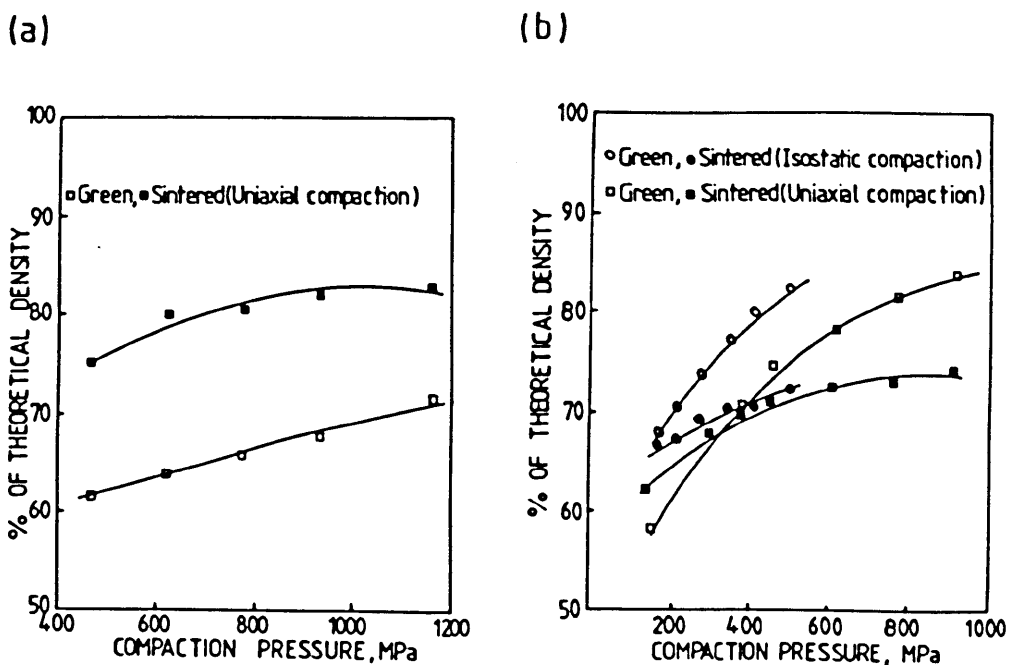 (a)
(b)
100
90
80
70
60
50
% OF THEORETICAL DENSITY
Green, Sintered(Uniaxial compaction)
400 600 800 1000 1200
COMPACTION PRESSURE, MPa
100
90
80
70
60
50
% OF THEORETICAL DENSITY
Green, Sintered(Isostatic compaction)
Green, Sintered(Uniaxial compaction)
200 400 600 800 1000
COMPACTION PRESSURE, MPa